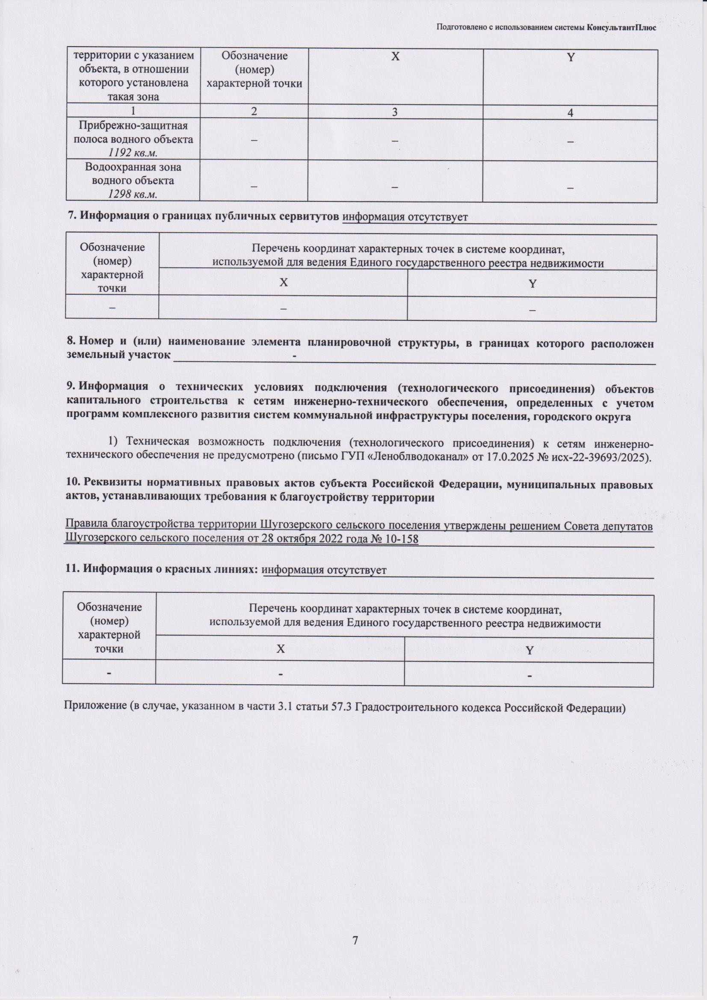 Подготовлено с использованием системы КонсультантПлюс
территории с указанием
объекта, в отношении
которого установлена
такая зона
Обозначение
(номер)
характерной точки
X
Y
1
2
3
4
Прибрежно-защитная
полоса водного объекта
1192 кв.м.
–
–
–
Водоохранная зона
водного объекта
1298 кв.м.
–
–
–
7. Информация о границах публичных сервитутов информация отсутствует
Обозначение
(номер)
характерной
точки
Перечень координат характерных точек в системе координат,
используемой для ведения Единого государственного реестра недвижимости
X
Y
–
–
–
8. Номер и (или) наименование элемента планировочной структуры, в границах которого расположен
земельный участок -
9. Информация о технических условиях подключения (технологического присоединения) объектов
капитального строительства к сетям инженерно-технического обеспечения, определенных с учетом
программ комплексного развития систем коммунальной инфраструктуры поселения, городского округа
1) Техническая возможность подключения (технологического присоединения) к сетям инженерно-
технического обеспечения не предусмотрено (письмо ГУП «Леноблводоканал» от 17.0.2025 № исх-22-39693/2025).
10. Реквизиты нормативных правовых актов субъекта Российской Федерации, муниципальных правовых
актов, устанавливающих требования к благоустройству территории
Правила благоустройства территории Шугозерского сельского поселения утверждены решением Совета депутатов
Шугозерского сельского поселения от 28 октября 2022 года № 10-158
11. Информация о красных линиях: информация отсутствует
Обозначение
(номер)
характерной
точки
Перечень координат характерных точек в системе координат,
используемой для ведения Единого государственного реестра недвижимости
X
Y
-
-
-
Приложение (в случае, указанном в части 3.1 статьи 57.3 Градостроительного кодекса Российской Федерации)
7